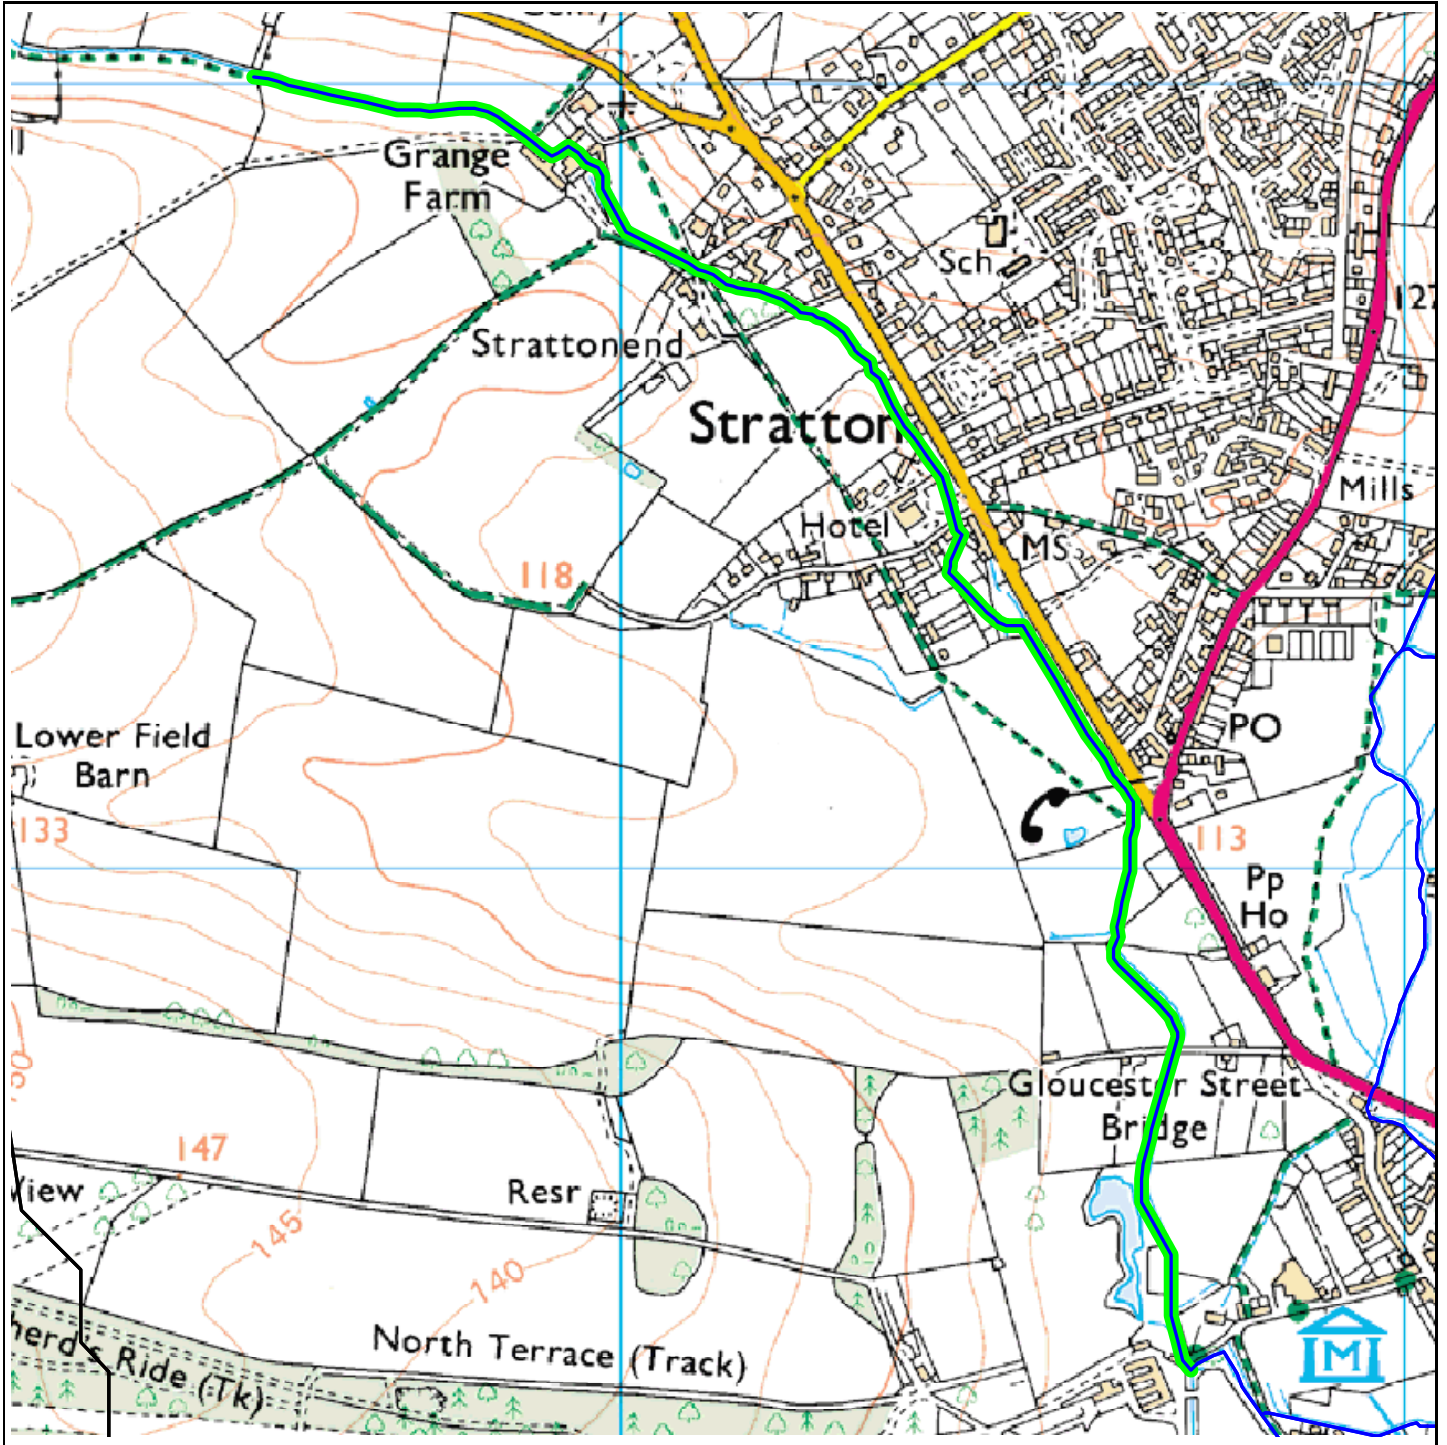 Grange
Farm
Sch
127
Strattonend
Stratton
Mills
Hotel
MS
118
Lower Field
Barn
PO
133
113
Pp
Ho
Gloucester Street
Bridge
147
View
Resr
145
140
North Terrace (Track)
herd's Ride (Tk)
M